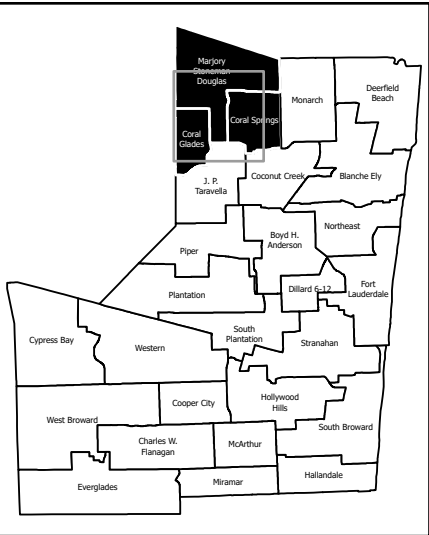 Marjory
Stoneman
Douglas
Deerfield
Beach
Monarch
Coral Springs
Coral
Glades
J. P.
Taravella
Coconut Creek
Blanche Ely
Northeast
Boyd H.
Anderson
Piper
Plantation
Dillard 6-12
Fort
Lauderdale
Cypress Bay
Western
South
Plantation
Stranahan
Cooper City
Hollywood
Hills
West Broward
South Broward
Charles W.
Flanagan
McArthur
Everglades
Miramar
Hallandale